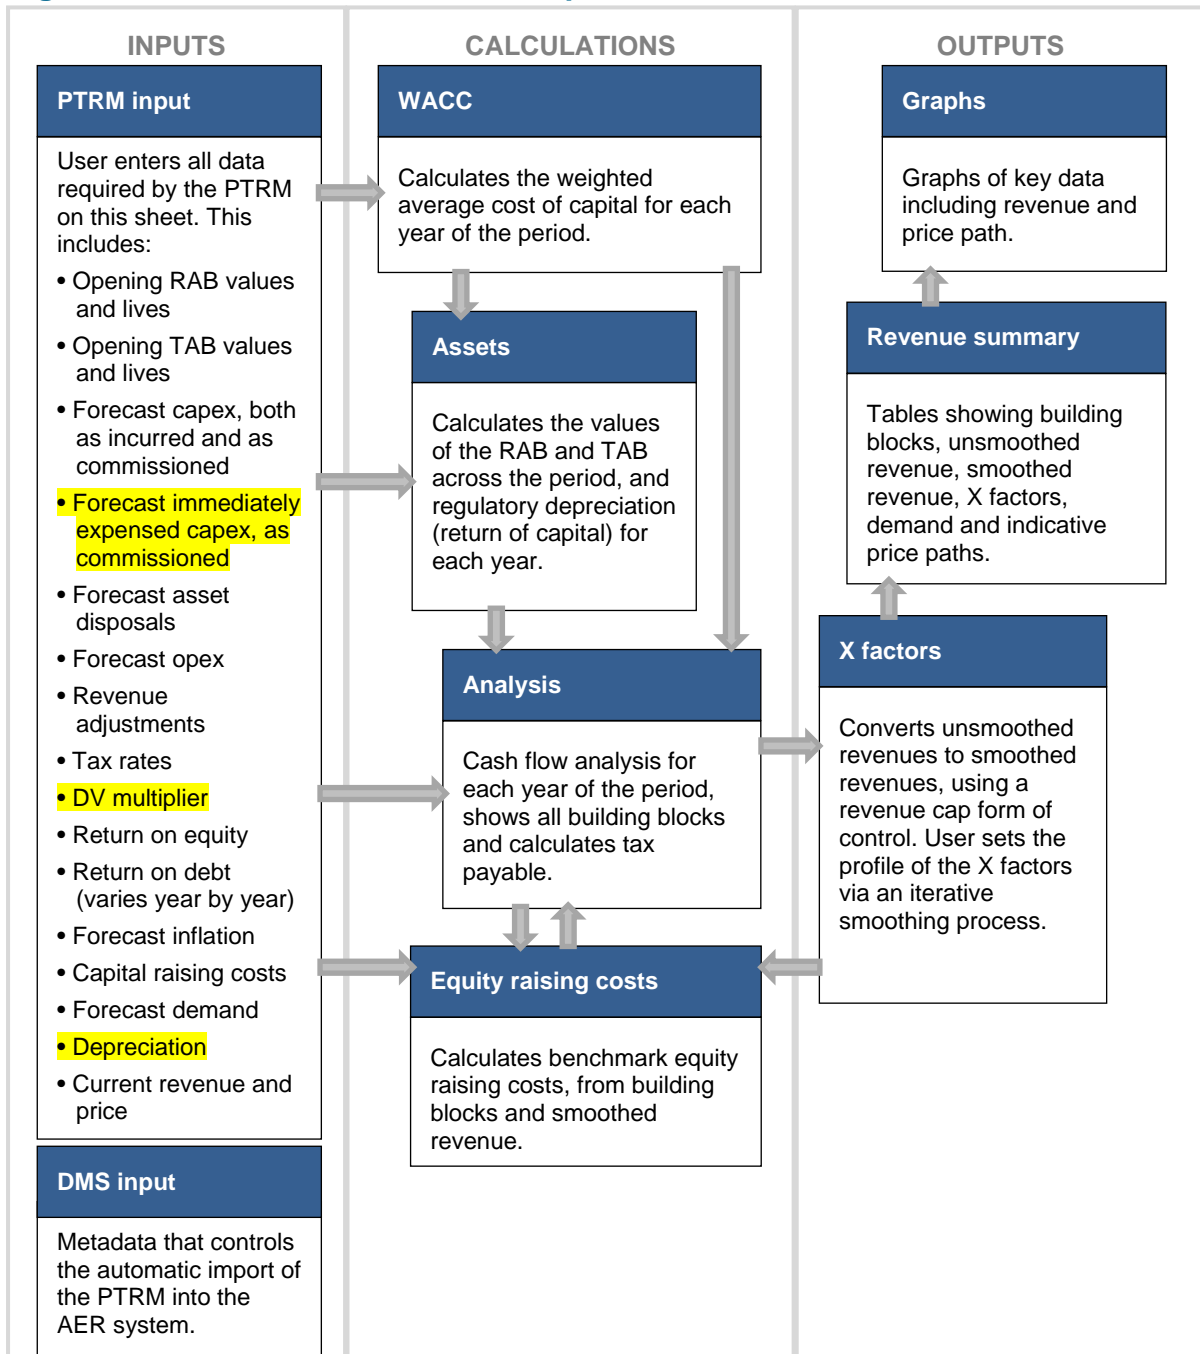 INPUTS
PTRM input
User enters all data
required by the PTRM
on this sheet. This
includes:
• Opening RAB values
and lives
• Opening TAB values
and lives
• Forecast capex, both
as incurred and as
commissioned
• Forecast immediately
expensed capex, as
commissioned
• Forecast asset
disposals
• Forecast opex
• Revenue
adjustments
• Tax rates
• DV multiplier
• Return on equity
• Return on debt
(varies year by year)
• Forecast inflation
• Capital raising costs
• Forecast demand
• Depreciation
• Current revenue and
price
DMS input
Metadata that controls
the automatic import of
the PTRM into the
AER system.
CALCULATIONS
WACC
Calculates the weighted
average cost of capital for each
year of the period.
Assets
Calculates the values
of the RAB and TAB
across the period, and
regulatory depreciation
(return of capital) for
each year.
Analysis
Cash flow analysis for
each year of the period,
shows all building blocks
and calculates tax
payable.
Equity raising costs
Calculates benchmark equity
raising costs, from building
blocks and smoothed
revenue.
OUTPUTS
Graphs
Graphs of key data
including revenue and
price path.
Revenue summary
Tables showing building
blocks, unsmoothed
revenue, smoothed
revenue, X factors,
demand and indicative
price paths.
X factors
Converts unsmoothed
revenues to smoothed
revenues, using a
revenue cap form of
control. User sets the
profile of the X factors
via an iterative
smoothing process.